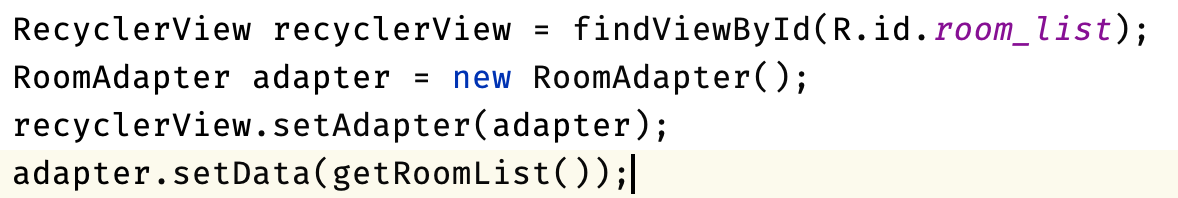 RecyclerView recyclerView = findViewById(R.id.room_list);
RoomAdapter adapter = new RoomAdapter();
recyclerView.setAdapter(adapter);
adapter.setData(getRoomList());